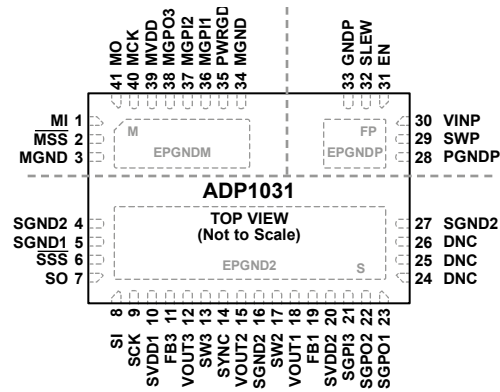 41 MO
40 MCK
39 MVDD
38 MGPO3
37 MGPI2
36 MGPI1
35 PWRGD
34 MGND
33 GNDP
32 SLEW
31 EN
MI 1
MSS 2
MGND 3
M
EPGNDM
FP
EPGNDP
30 VINP
29 SWP
28 PGNDP
ADP1031
TOP VIEW
(Not to Scale)
SGND2 4
SGND1 5
SSS 6
SO 7
EPGND2
S
27 SGND2
26 DNC
25 DNC
24 DNC
SI 8
SCK 9
SVDD1 10
FB3 11
VOUT3 12
SW3 13
SYNC 14
VOUT2 15
SGND2 16
SW2 17
VOUT1 18
FB1 19
SVDD2 20
SGPI3 21
SGPO2 22
SGPO1 23